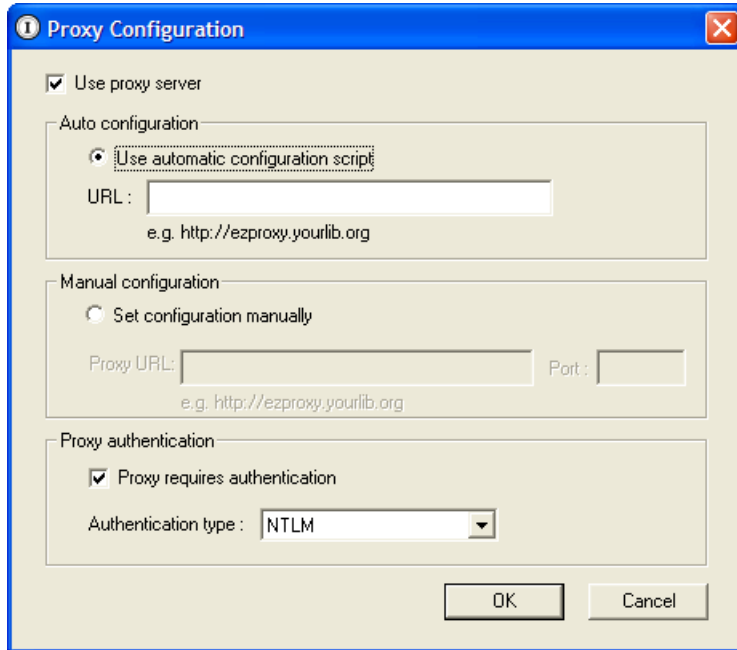 Proxy Configuration
Use proxy server
Auto configuration
Use automatic configuration script
URL :
e.g. http://ezproxy.yourlib.org
Manual configuration
Set configuration manually
Proxy URL: Port :
e.g. http://ezproxy.yourlib.org
Proxy authentication
Proxy requires authentication
Authentication type : NTLM
OK Cancel